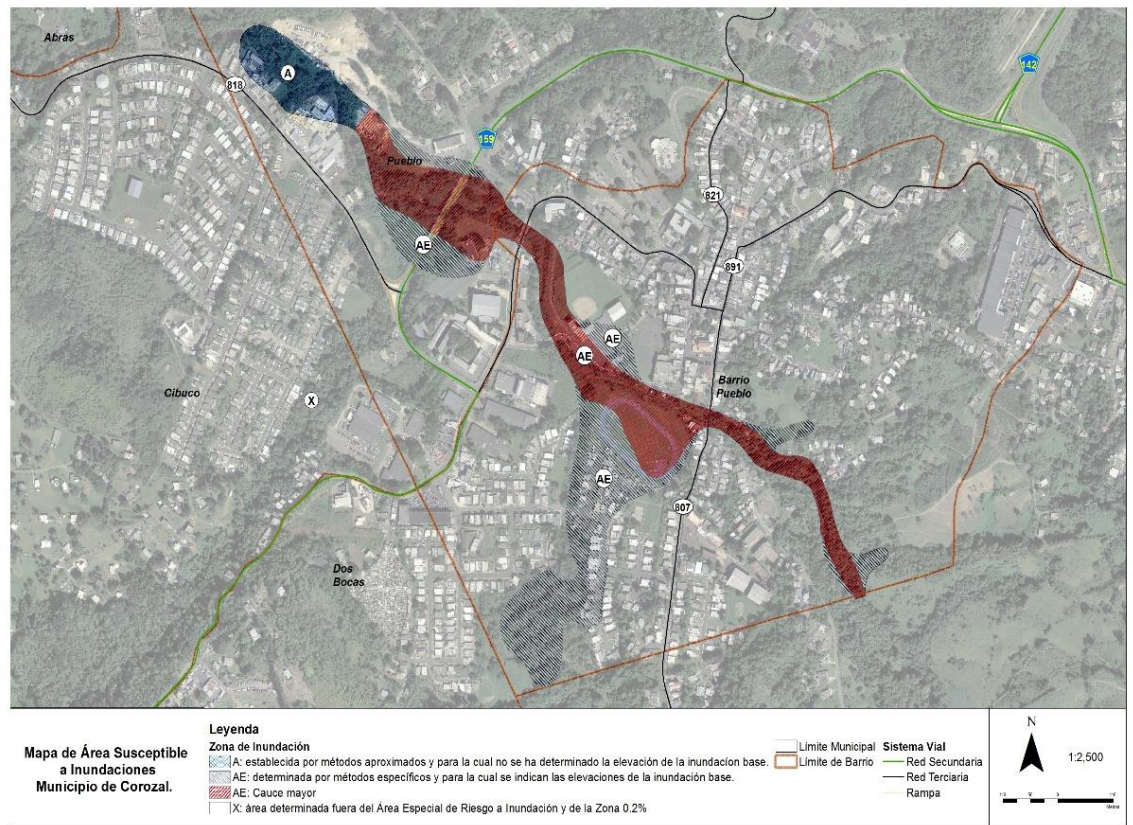 Abras
142
A
818
159
Pueblo
821
AE
891
AE
AE
Barrio
Pueblo
Cibuco
X
AE
807
Dos
Bocas
Leyenda
Mapa de Área Susceptible
a Inundaciones
Municipio de Corozal.
Zona de Inundación
A: establecida por métodos aproximados y para la cual no se ha determinado la elevación de la inundacíon base.
AE: determinada por métodos específicos y para la cual se indican las elevaciones de la inundación base.
AE: Cauce mayor
X: área determinada fuera del Área Especial de Riesgo a Inundación y de la Zona 0.2%
Límite Municipal
Límite de Barrio
Sistema Vial
Red Secundaria
Red Terciaria
Rampa
N
1:2,500